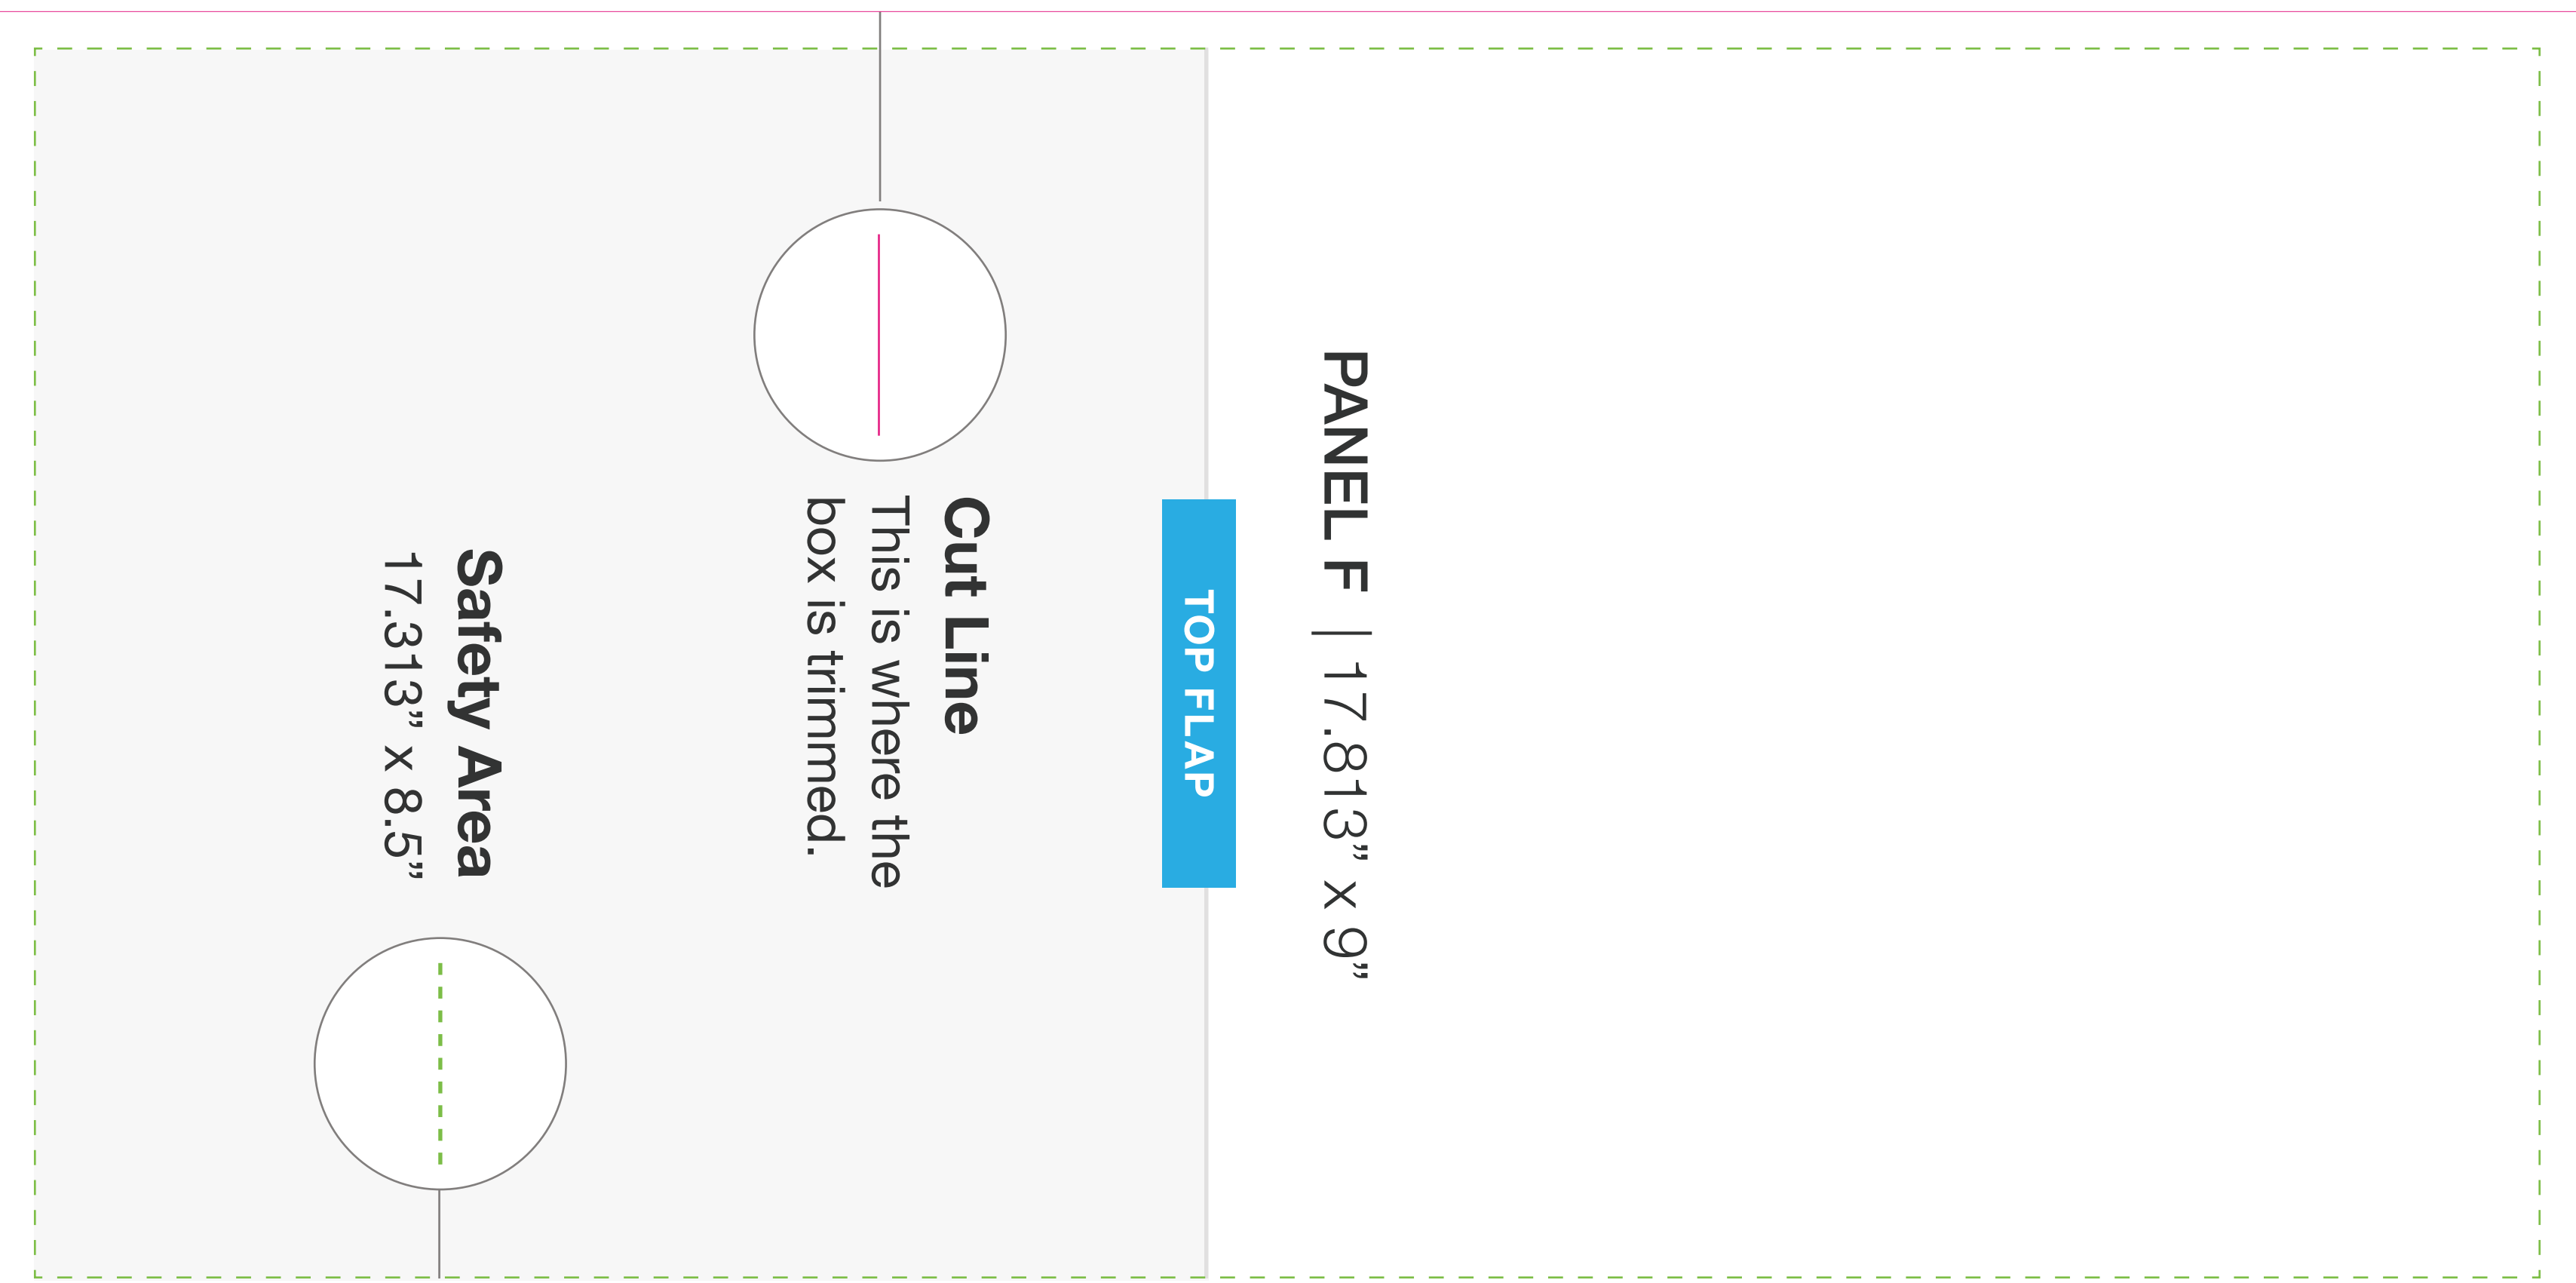 PANEL F | 17.813” x 9”
TOP FLAP
Cut Line
This is where the
box is trimmed.
Safety Area
17.313” x 8.5”